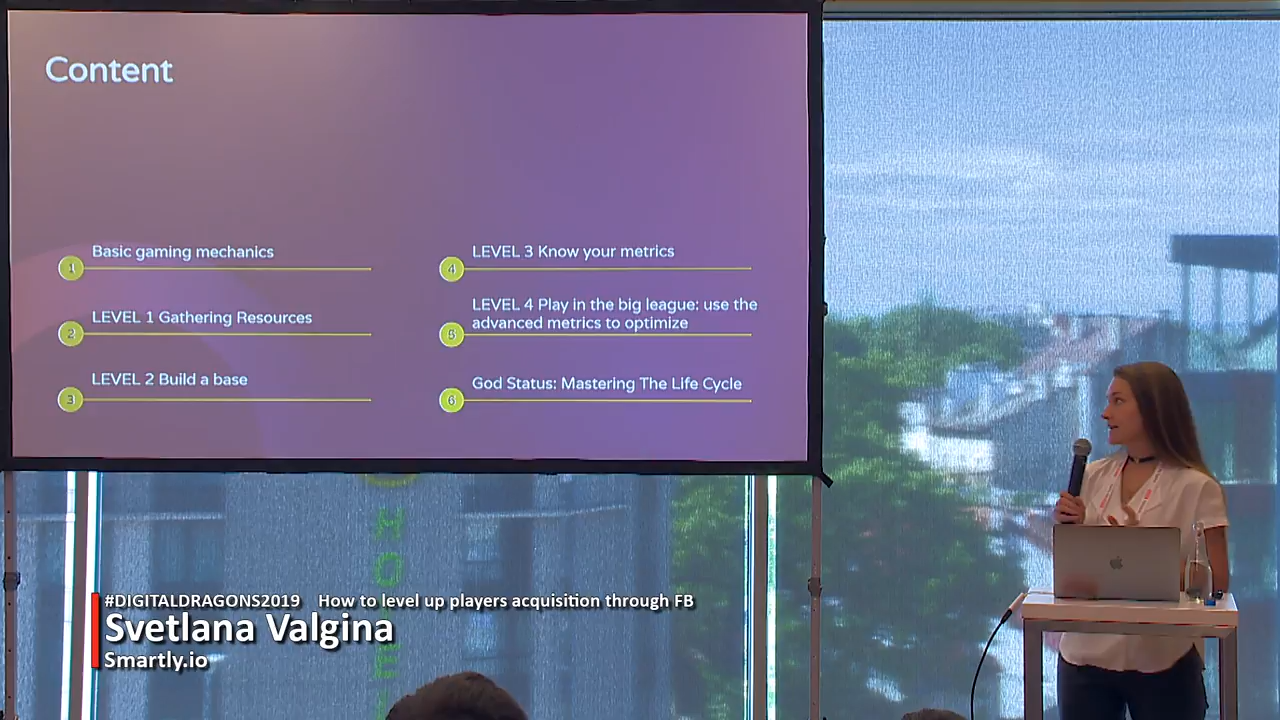 Content
Basic gaming mechanics
1
LEVEL 1 Gathering Resources
2
LEVEL 2 Build a base
3
LEVEL 3 Know your metrics
4
LEVEL 4 Play in the big league: use the
advanced metrics to optimize
5
God Status: Mastering The Life Cycle
6
HOTEL
#DIGITALDRAGONS2019 How to level up players acquisition through FB
Svetlana Valgina
Smartly.io